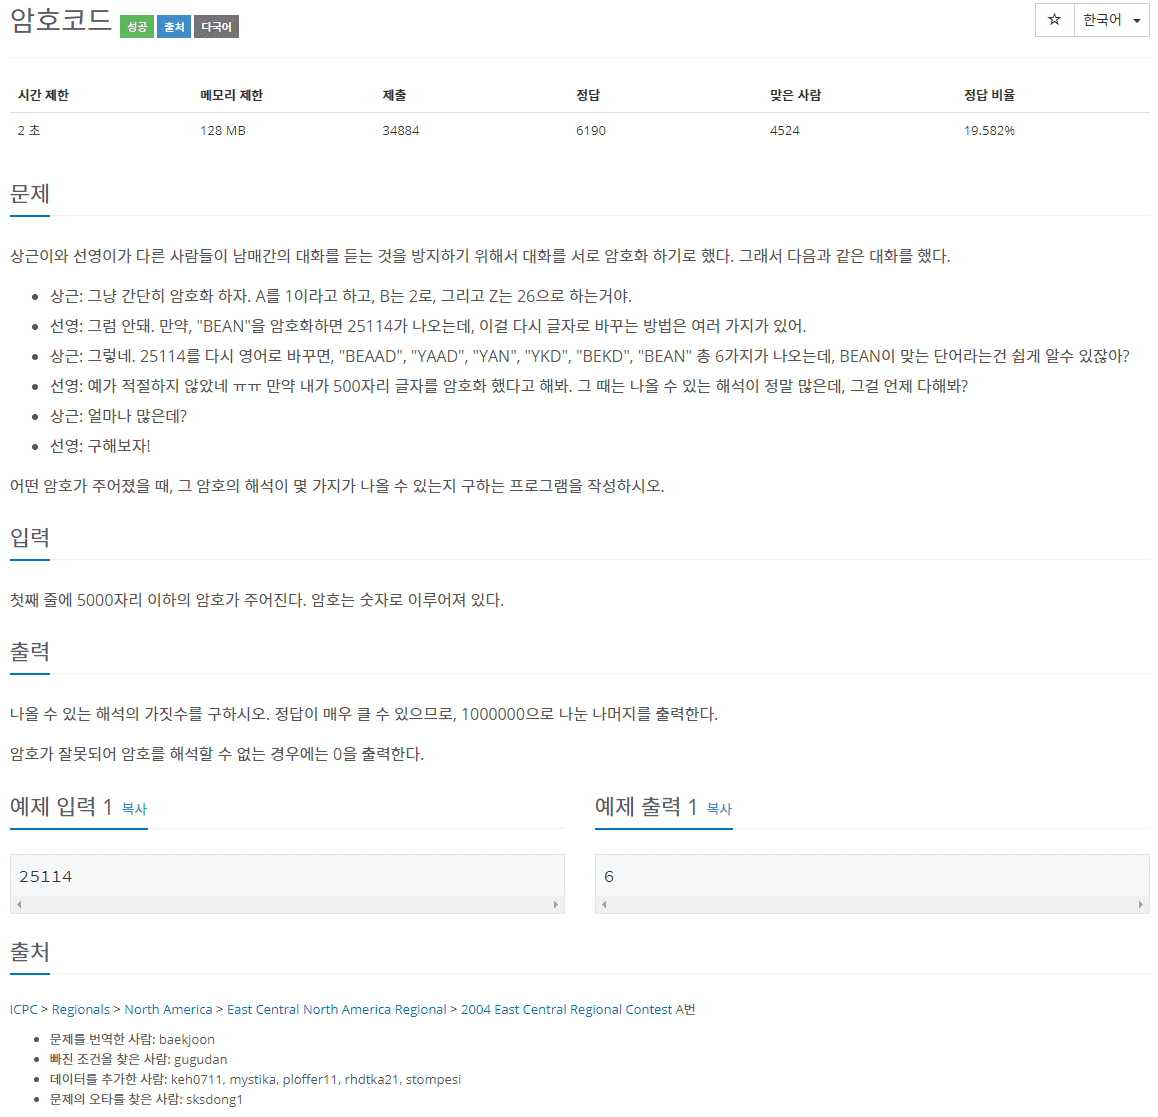 암호코드 성공 출처 다국어
☆ 한국어
시간 제한 메모리 제한 제출 정답 맞은 사람 정답 비율
2 초 128 MB 34884 6190 4524 19.582%
문제
상근이와 선영이가 다른 사람들이 남매간의 대화를 듣는 것을 방지하기 위해서 대화를 서로 암호화 하기로 했다. 그래서 다음과 같은 대화를 했다.
• 상근: 그냥 간단히 암호화 하자. A를 1이라고 하고, B는 2로, 그리고 Z는 26으로 하는거야.
• 선영: 그럼 안돼. 만약, "BEAN"을 암호화하면 25114가 나오는데, 이걸 다시 글자로 바꾸는 방법은 여러 가지가 있어.
• 상근: 그렇네. 25114를 다시 영어로 바꾸면, "BEAAD", "YAAD", "YAN", "YKD", "BEKD", "BEAN" 총 6가지가 나오는데, BEAN이 맞는 단어라는건 쉽게 알수 있잖아?
• 선영: 예가 적절하지 않았네 ㅠㅠ 만약 내가 500자리 글자를 암호화 했다고 해봐. 그 때는 나올 수 있는 해석이 정말 많은데, 그걸 언제 다해봐?
• 상근: 얼마나 많은데?
• 선영: 구해보자!
어떤 암호가 주어졌을 때, 그 암호의 해석이 몇 가지가 나올 수 있는지 구하는 프로그램을 작성하시오.
입력
첫째 줄에 5000자리 이하의 암호가 주어진다. 암호는 숫자로 이루어져 있다.
출력
나올 수 있는 해석의 가짓수를 구하시오. 정답이 매우 클 수 있으므로, 1000000으로 나눈 나머지를 출력한다.
암호가 잘못되어 암호를 해석할 수 없는 경우에는 0을 출력한다.
예제 입력 1 복사
25114
예제 출력 1 복사
6
출처
ICPC > Regionals > North America > East Central North America Regional > 2004 East Central Regional Contest A번
• 문제를 번역한 사람: baekjoon
• 빠진 조건을 찾은 사람: gugudan
• 데이터를 추가한 사람: keh0711, mystika, ploffer11, rhdtka21, stompesi
• 문제의 오타를 찾은 사람: sksdong1